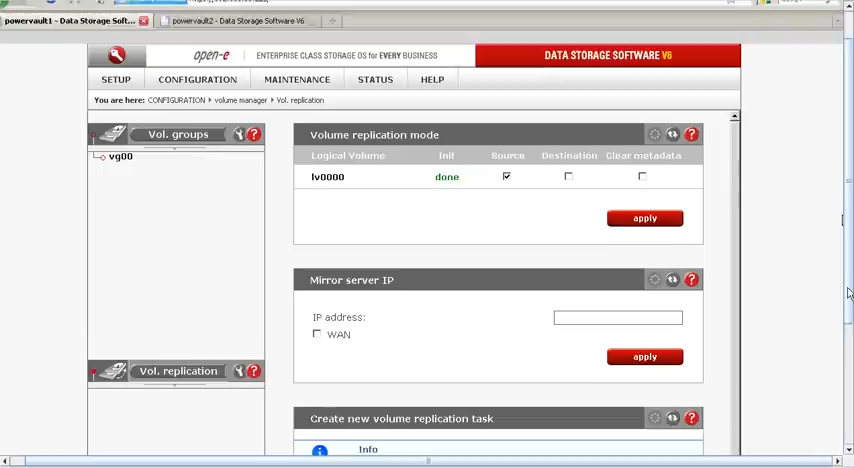 powervault1 - Data Storage Soft...
powervault2 - Data Storage Software V6
open-e
ENTERPRISE CLASS STORAGE OS for EVERY BUSINESS
DATA STORAGE SOFTWARE V6
SETUP
CONFIGURATION
MAINTENANCE
STATUS
HELP
You are here: CONFIGURATION volume manager Vol. replication
Vol. groups
vg00
Volume replication mode
Logical Volume Init Source Destination Clear metadata
lv0000 done
apply
Mirror server IP
IP address:
WAN
apply
Vol. replication
Create new volume replication task
Info